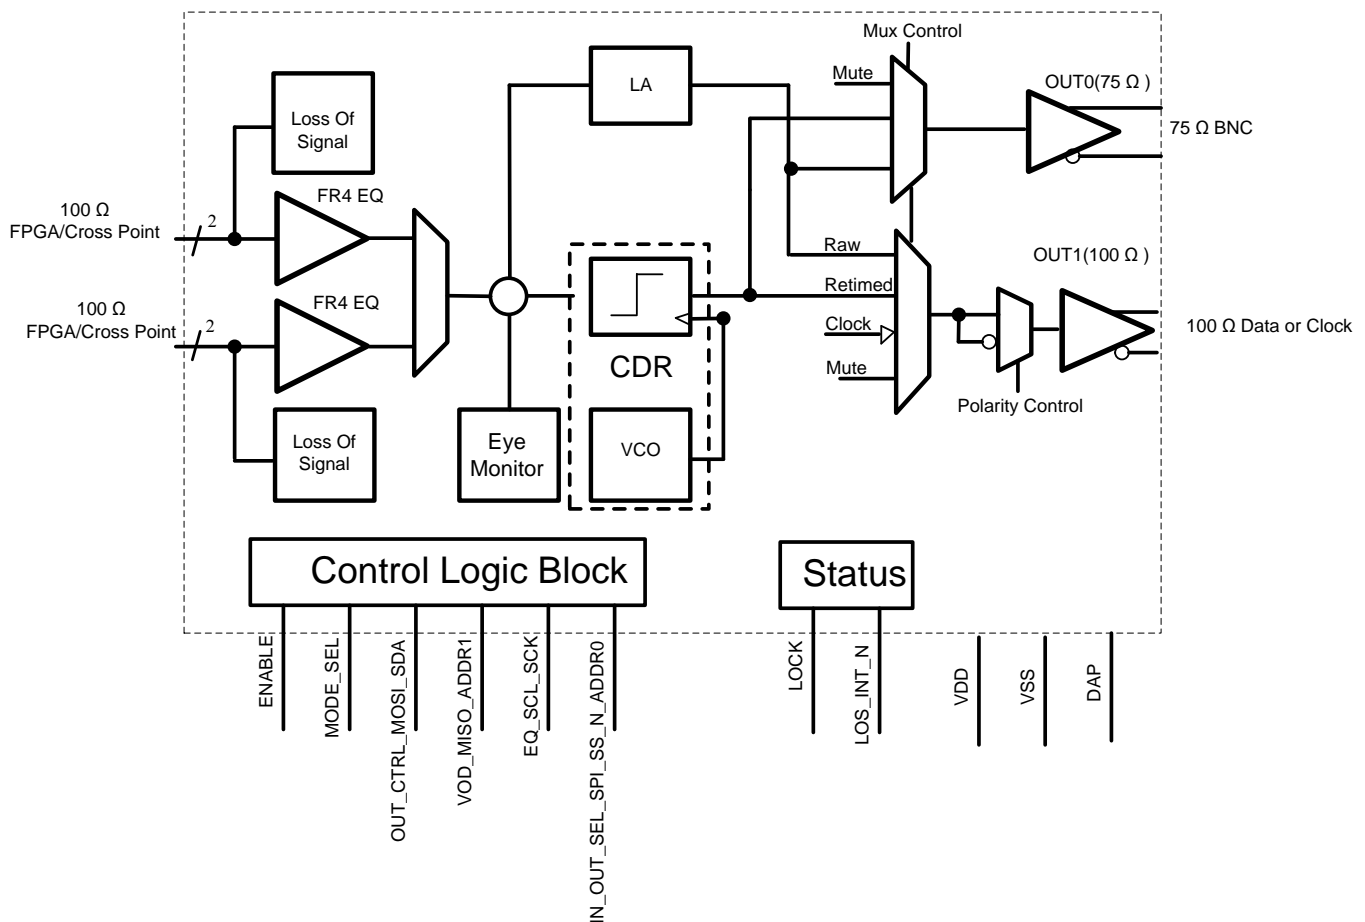 Mux Control
Mute
LA
OUT0(75 Ω )
75 Ω BNC
Loss Of
Signal
FR4 EQ
100 Ω
FPGA/Cross Point
2
FR4 EQ
100 Ω
FPGA/Cross Point
2
Raw
Retimed
Clock
Mute
OUT1(100 Ω )
100 Ω Data or Clock
Polarity Control
CDR
VCO
Eye
Monitor
Loss Of
Signal
Control Logic Block
Status
ENABLE
MODE_SEL
OUT_CTRL_MOSI_SDA
VOD_MISO_ADDR1
EQ_SCL_SCK
IN_OUT_SEL_SPI_SS_N_ADDR0
LOCK
LOS_INT_N
VDD
VSS
DAP